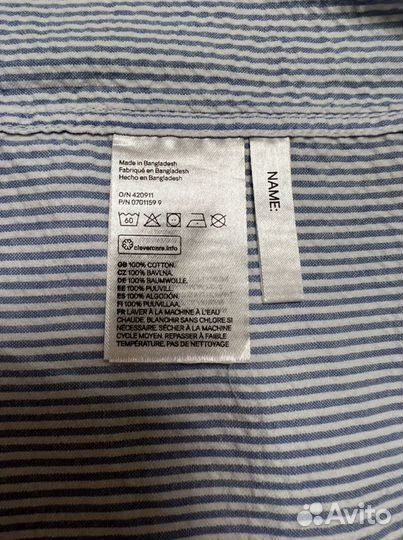 Made in Bangladesh
Fabriqué en Bangladesh
Hecho en Bangladesh
O/N 420911
P/N 0701159 9
60
clevercare.info
GB 100% COTTON.
CZ 100% BAVLNA.
DE 100% BAUMWOLLE.
EE 100% PUUVILL.
ES 100% ALGODÓN.
FI 100% PUUVILLAA.
FR LAVER À LA MACHINE À L'EAU
CHAUDE, BLANCHIR SANS CHLORE SI
NÉCESSAIRE. SÉCHER À LA MACHINE
CYCLE MOYEN. REPASSER À FAIBLE
TEMPÉRATURE. PAS DE NETTOYAGE
NAME:
Avito